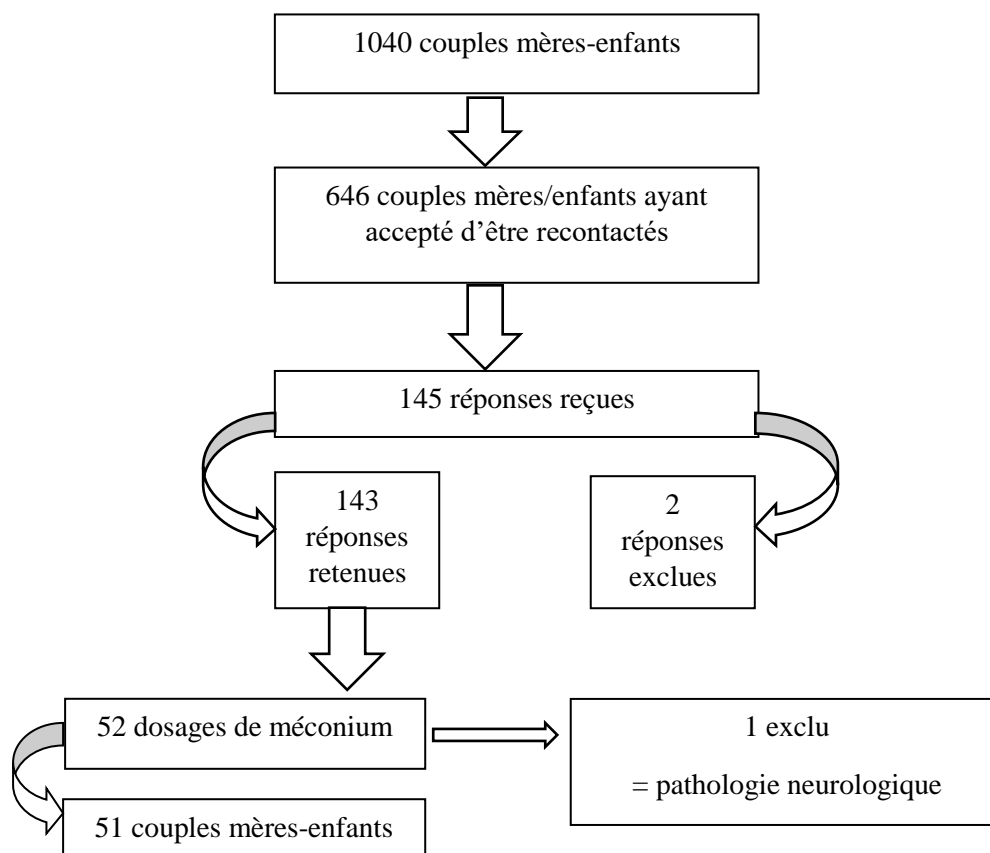 1040 couples mères-enfants
646 couples mères/enfants ayant
accepté d'être recontactés
145 réponses reçues
143
réponses
retenues
2
réponses
exclues
52 dosages de méconium
1 exclu
= pathologie neurologique
51 couples mères-enfants